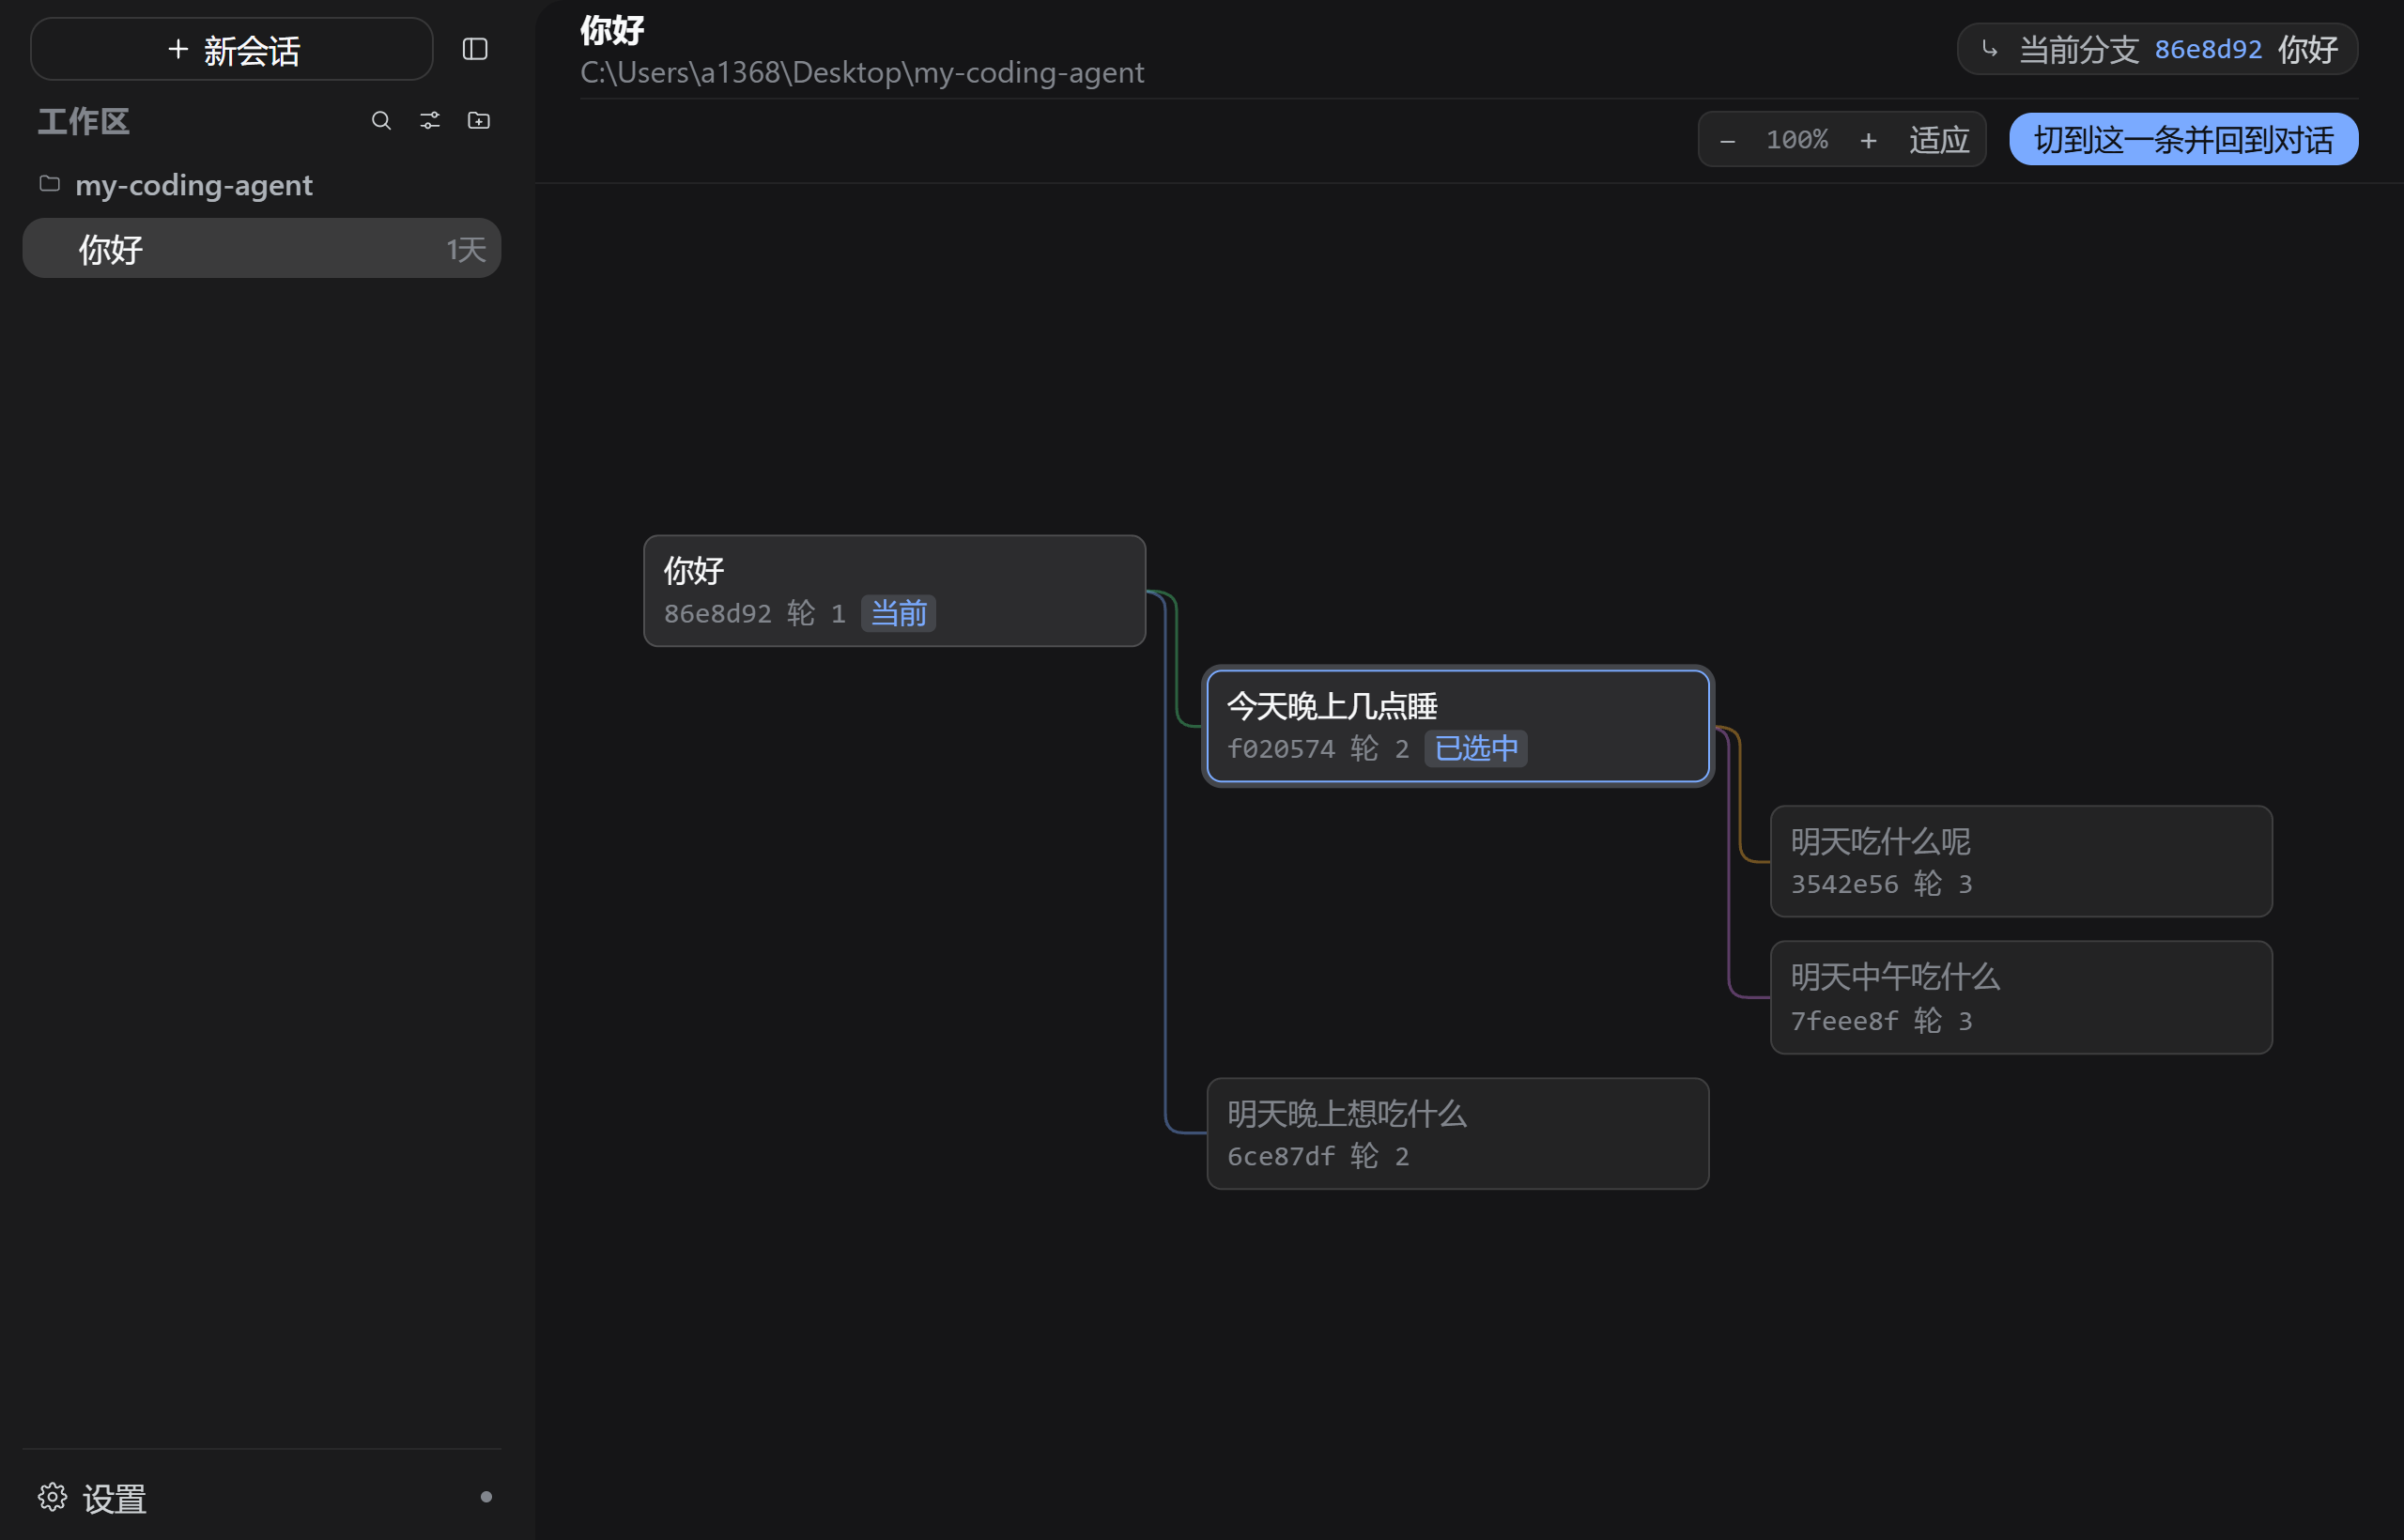 + 新会话
工作区
my-coding-agent
你好 1天
设置
你好
C:\Users\a1368\Desktop\my-coding-agent
当前分支 86e8d92 你好
− 100% + 适应
切到这一条并回到对话
你好
86e8d92 轮 1 当前
今天晚上几点睡
f020574 轮 2 已选中
明天吃什么呢
3542e56 轮 3
明天中午吃什么
7feee8f 轮 3
明天晚上想吃什么
6ce87df 轮 2